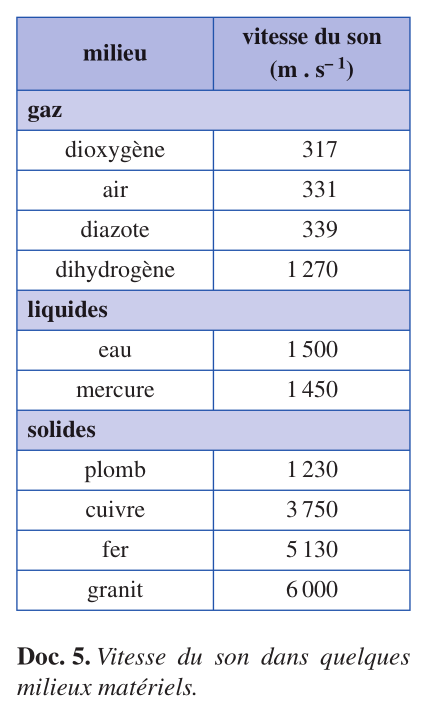 milieu vitesse du son (m . s– 1)
gaz
dioxygène 317
air 331
diazote 339
dihydrogène 1 270
liquides
eau 1 500
mercure 1 450
solides
plomb 1 230
cuivre 3 750
fer 5 130
granit 6 000
Doc. 5. Vitesse du son dans quelques
milieux matériels.